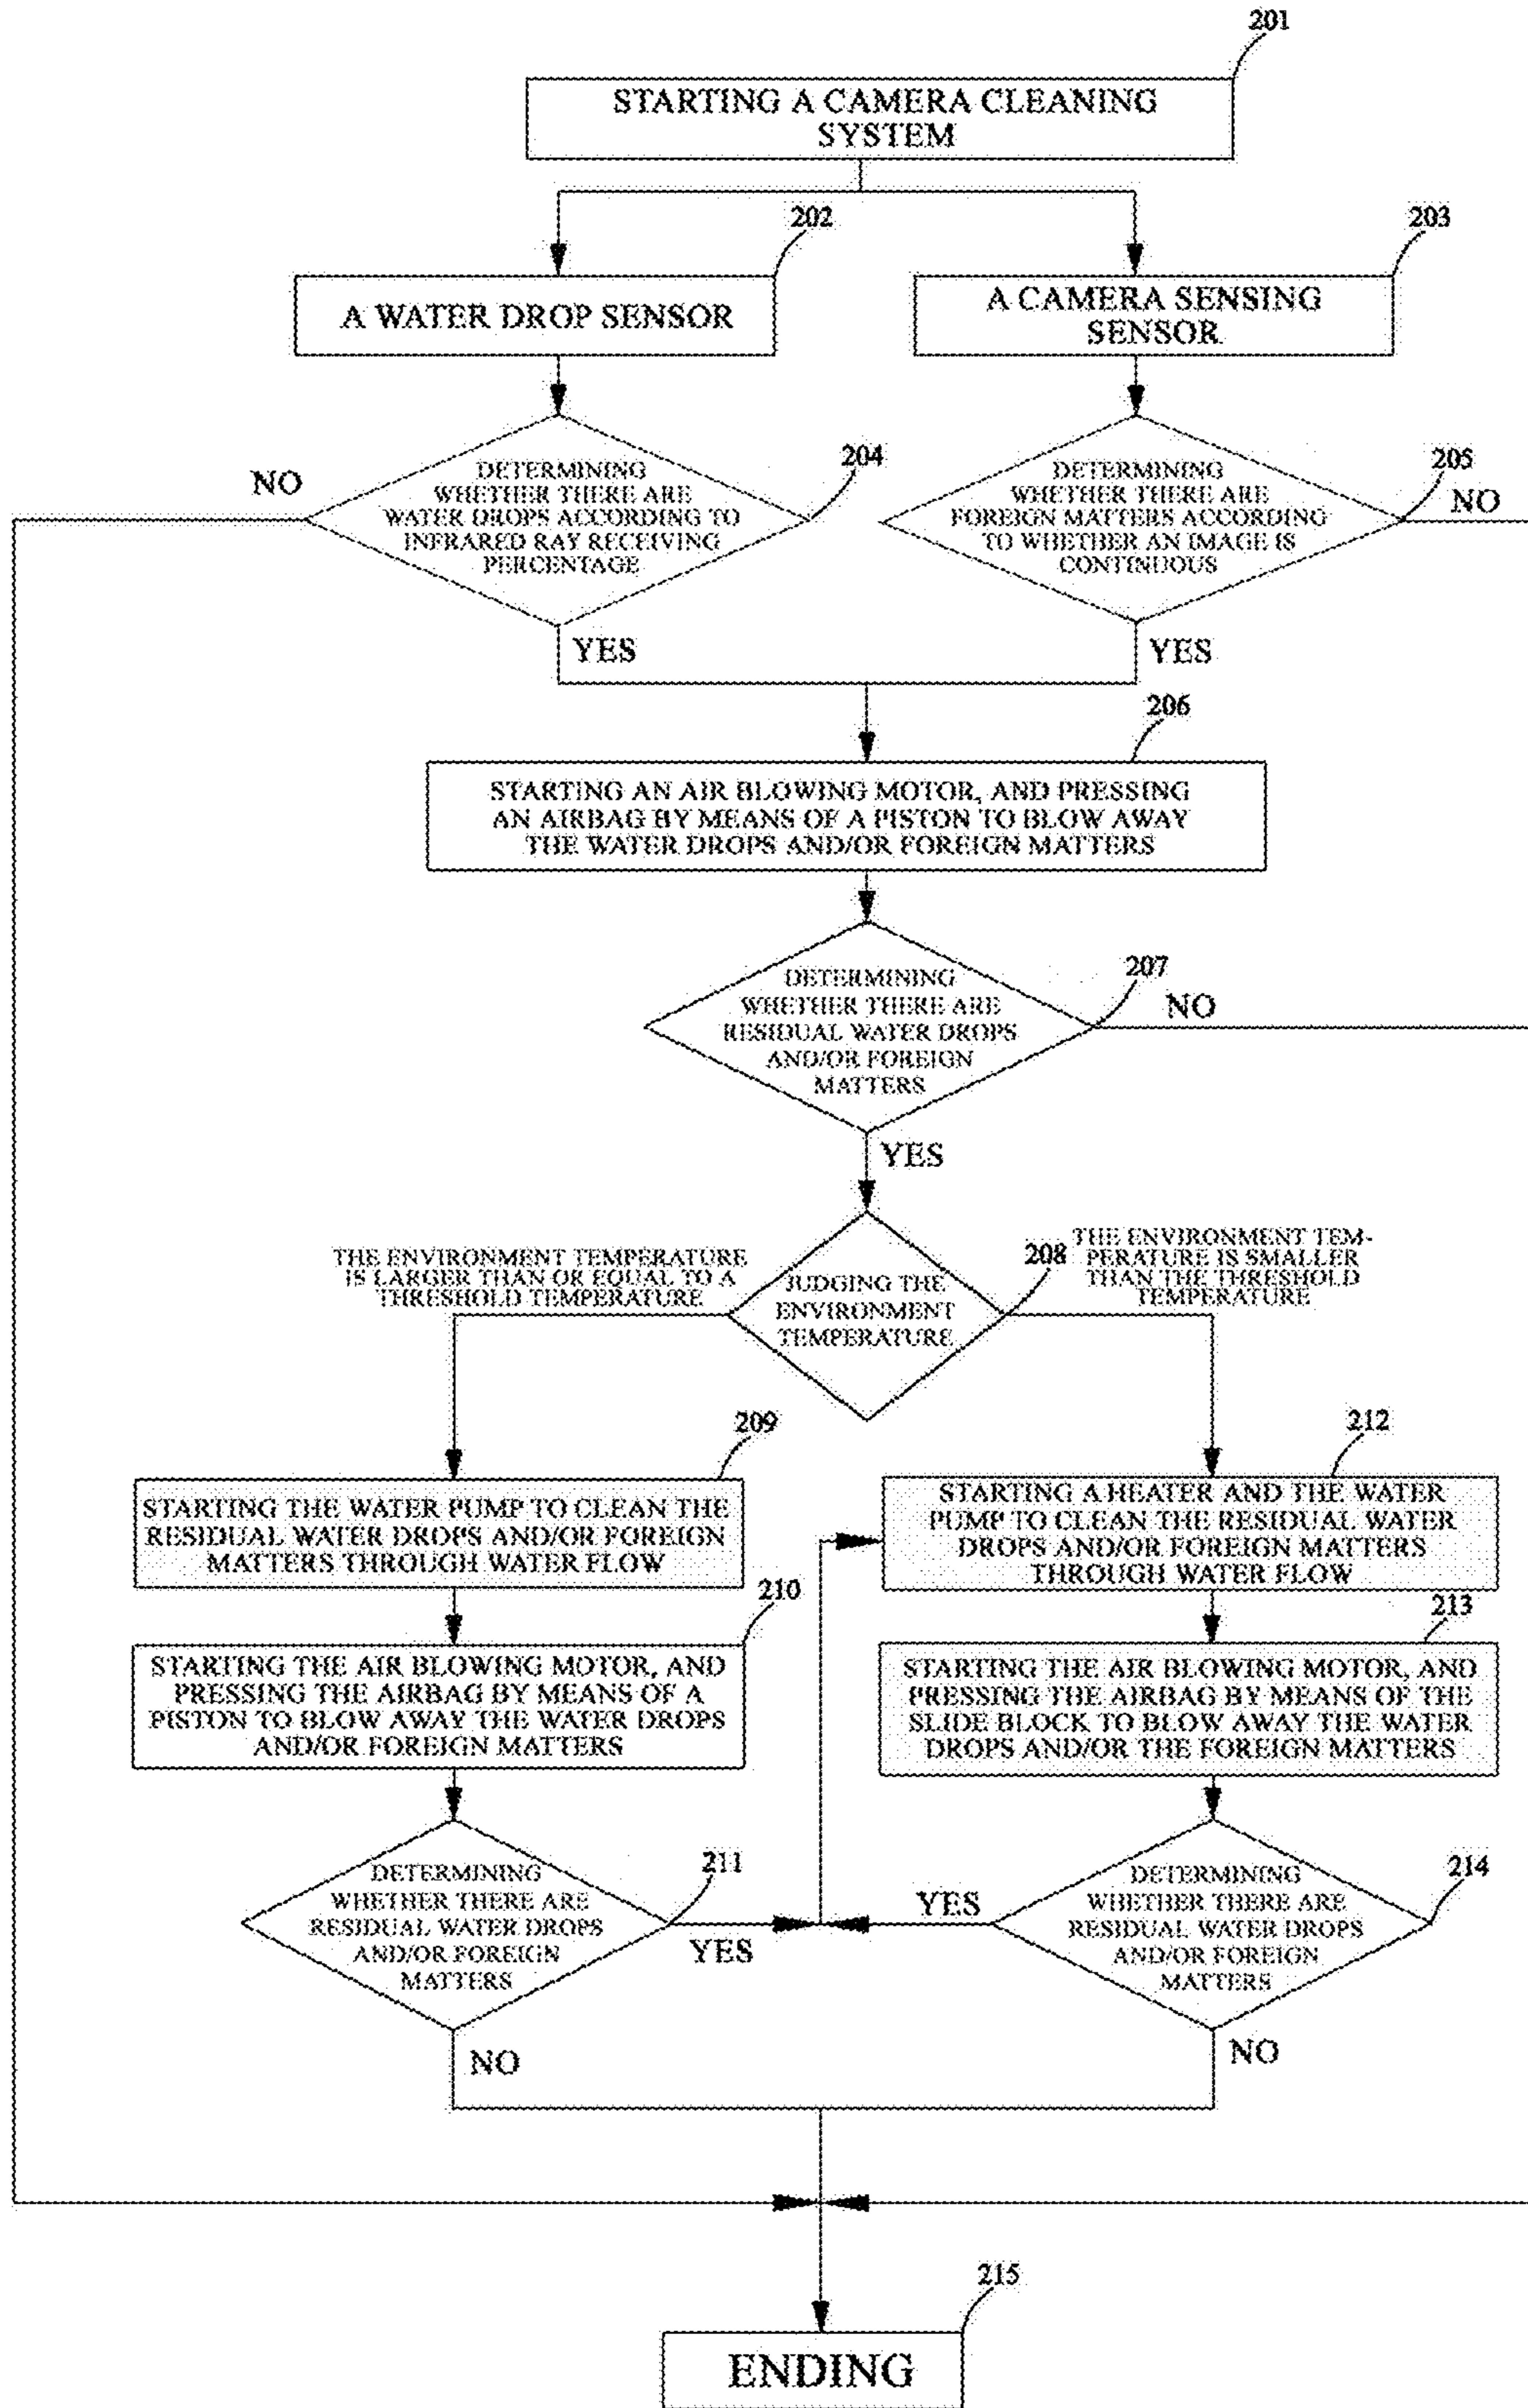 201
STARTING A CAMERA CLEANING
SYSTEM
202
203
A WATER DROP SENSOR
A CAMERA SENSING
SENSOR
NO
DETERMINING
WHETHER THERE ARE
WATER DROPS ACCORDING TO
INFRARED RAY RECEIVING
PERCENTAGE
204
DETERMINING
WHETHER THERE ARE
FOREIGN MATTERS ACCORDING
TO WHETHER AN IMAGE IS
CONTINUOUS
205
NO
YES
YES
206
STARTING AN AIR BLOWING MOTOR, AND PRESSING
AN AIRBAG BY MEANS OF A PISTON TO BLOW AWAY
THE WATER DROPS AND/OR FOREIGN MATTERS
DETERMINING
WHETHER THERE ARE
RESIDUAL WATER DROPS
AND/OR FOREIGN
MATTERS
207
NO
YES
THE ENVIRONMENT TEMPERATURE
IS LARGER THAN OR EQUAL TO A
THRESHOLD TEMPERATURE
JUDGING THE
ENVIRONMENT
TEMPERATURE
208
THE ENVIRONMENT TEM-
PERATURE IS SMALLER
THAN THE THRESHOLD
TEMPERATURE
209
STARTING THE WATER PUMP TO CLEAN THE
RESIDUAL WATER DROPS AND/OR FOREIGN
MATTERS THROUGH WATER FLOW
212
STARTING A HEATER AND THE WATER
PUMP TO CLEAN THE RESIDUAL WATER
DROPS AND/OR FOREIGN MATTERS
THROUGH WATER FLOW
210
STARTING THE AIR BLOWING MOTOR, AND
PRESSING THE AIRBAG BY MEANS OF A
PISTON TO BLOW AWAY THE WATER DROPS
AND/OR FOREIGN MATTERS
213
STARTING THE AIR BLOWING MOTOR, AND
PRESSING THE AIRBAG BY MEANS OF THE
SLIDE BLOCK TO BLOW AWAY THE WATER
DROPS AND/OR THE FOREIGN MATTERS
DETERMINING
WHETHER THERE ARE
RESIDUAL WATER DROPS
AND/OR FOREIGN
MATTERS
211
YES
YES
DETERMINING
WHETHER THERE ARE
RESIDUAL WATER DROPS
AND/OR FOREIGN
MATTERS
214
NO
NO
215
ENDING